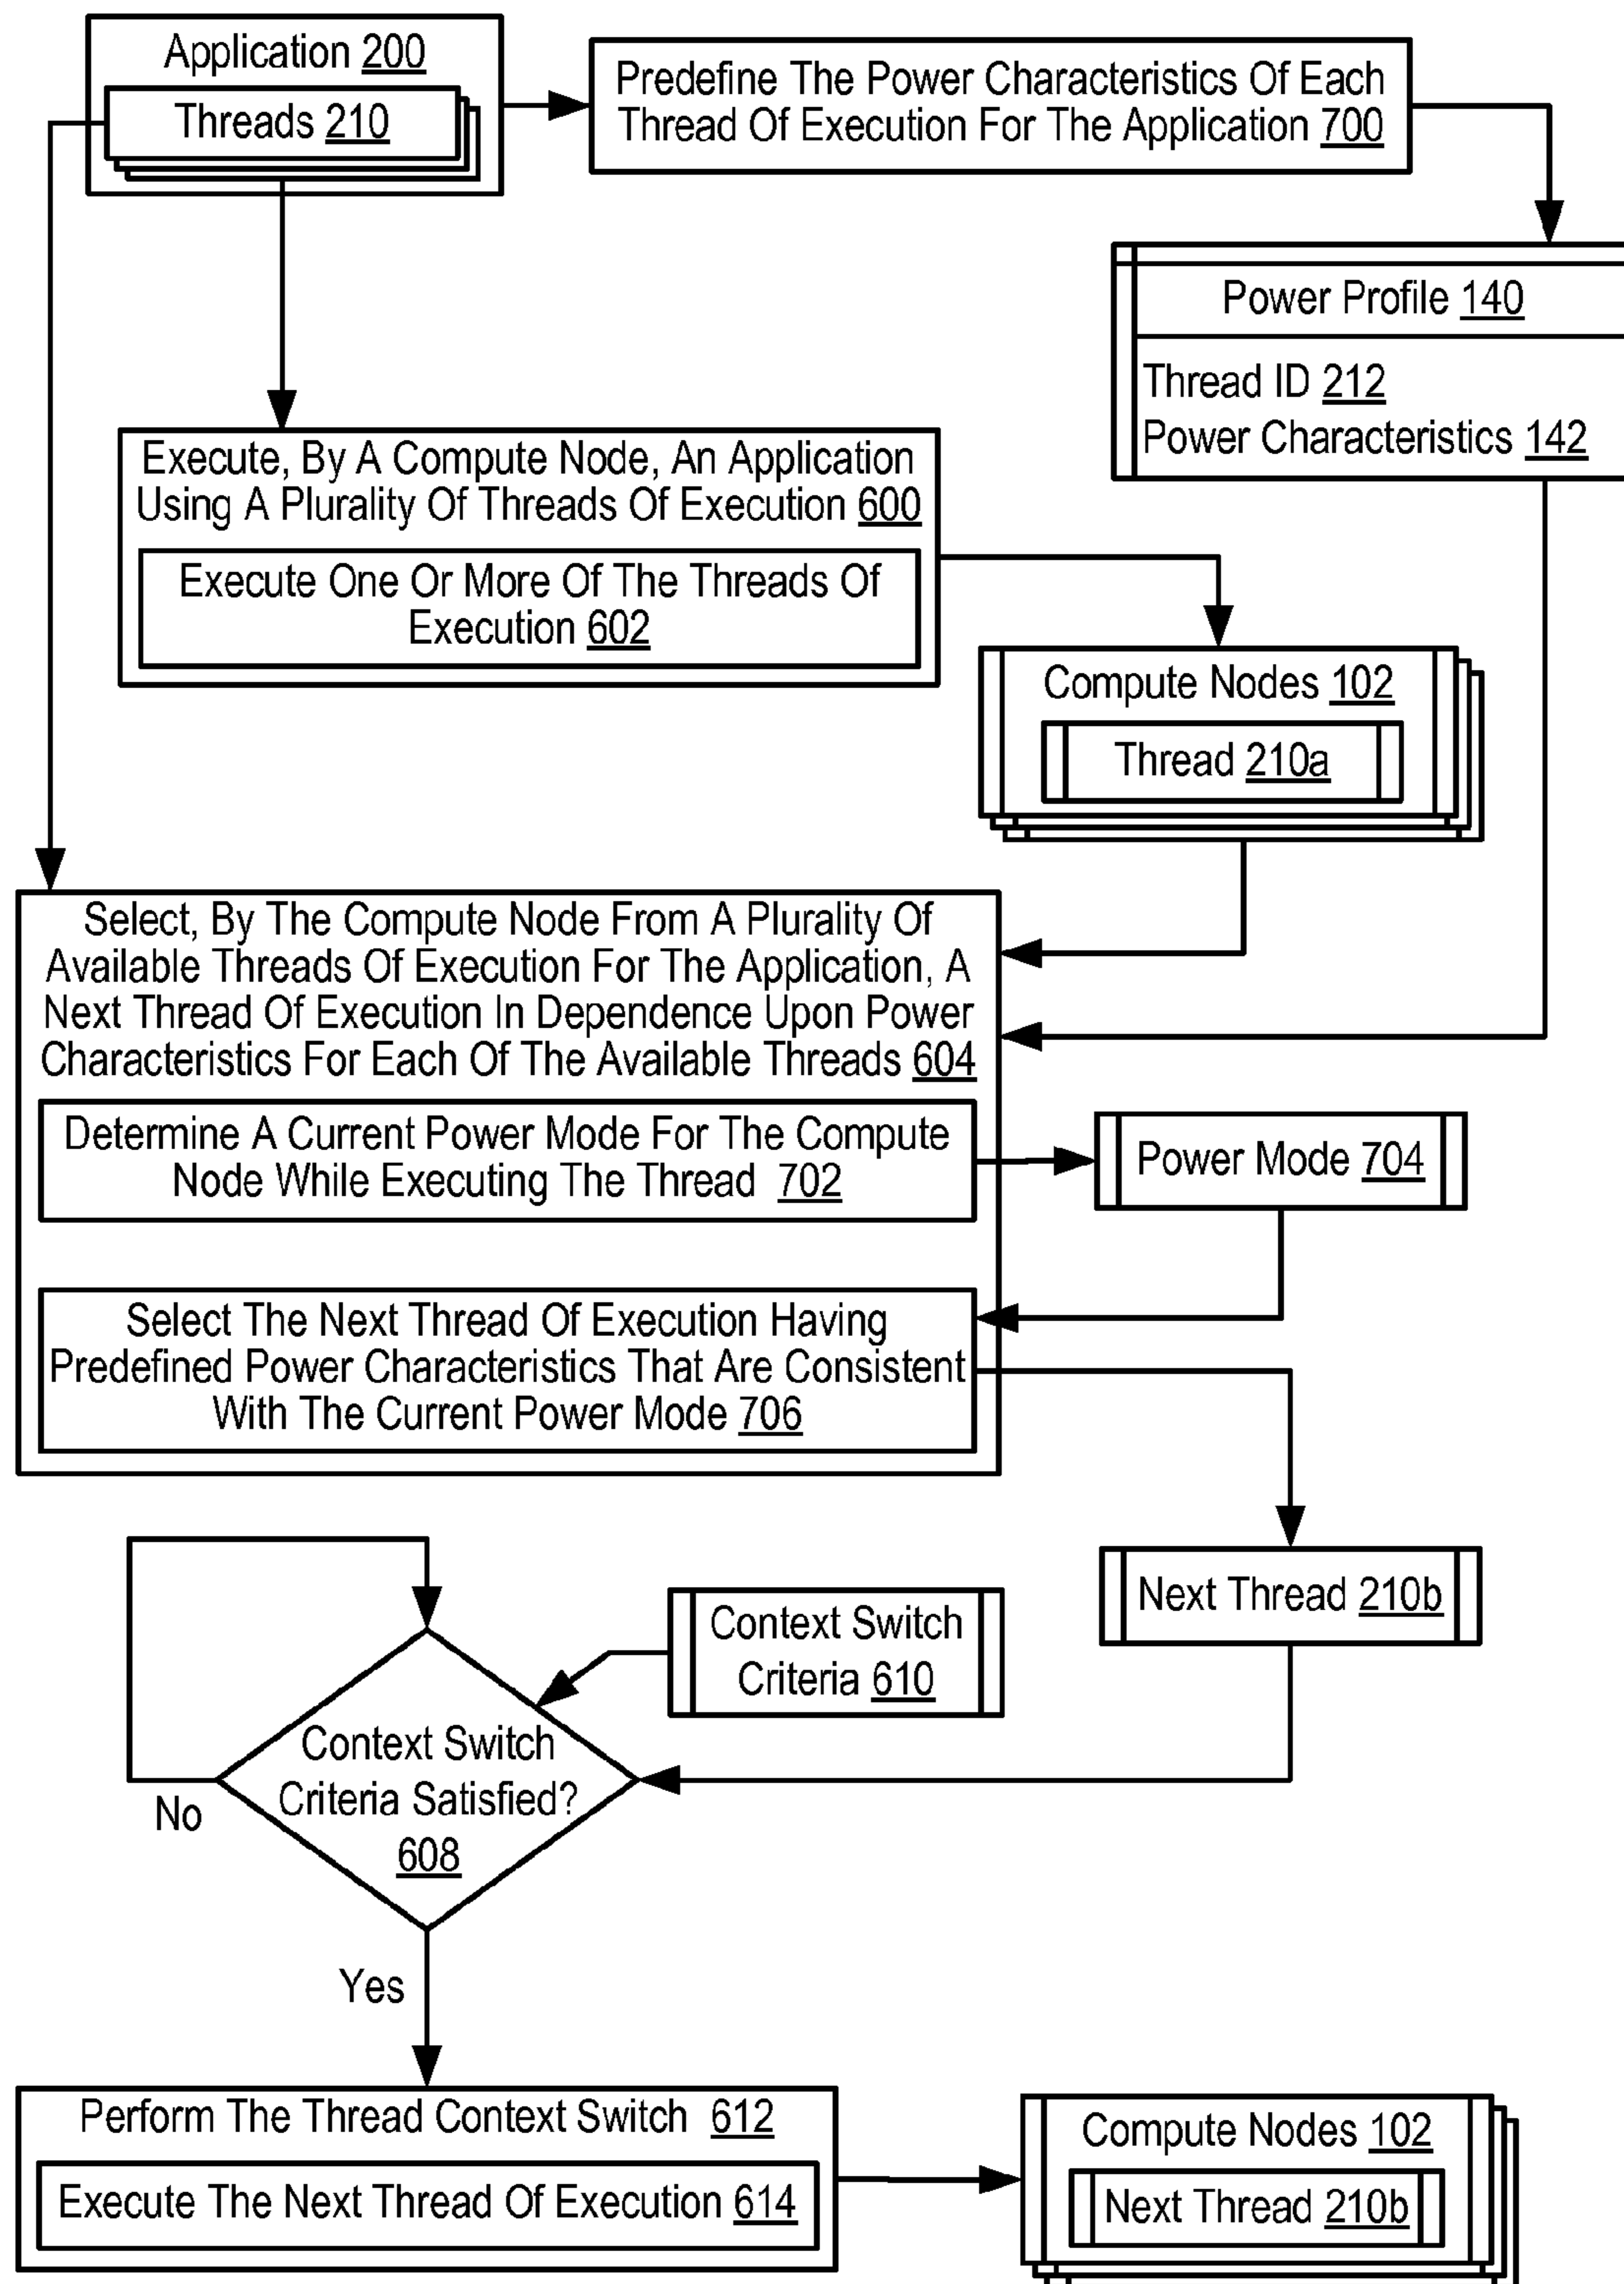 Application 200
Threads 210
Predefine The Power Characteristics Of Each
Thread Of Execution For The Application 700
Power Profile 140
Thread ID 212
Power Characteristics 142
Execute, By A Compute Node, An Application
Using A Plurality Of Threads Of Execution 600
Execute One Or More Of The Threads Of
Execution 602
Compute Nodes 102
Thread 210a
Select, By The Compute Node From A Plurality Of
Available Threads Of Execution For The Application, A
Next Thread Of Execution In Dependence Upon Power
Characteristics For Each Of The Available Threads 604
Determine A Current Power Mode For The Compute
Node While Executing The Thread 702
Power Mode 704
Select The Next Thread Of Execution Having
Predefined Power Characteristics That Are Consistent
With The Current Power Mode 706
Next Thread 210b
Context Switch
Criteria 610
Context Switch
Criteria Satisfied?
608
No
Yes
Perform The Thread Context Switch 612
Execute The Next Thread Of Execution 614
Compute Nodes 102
Next Thread 210b